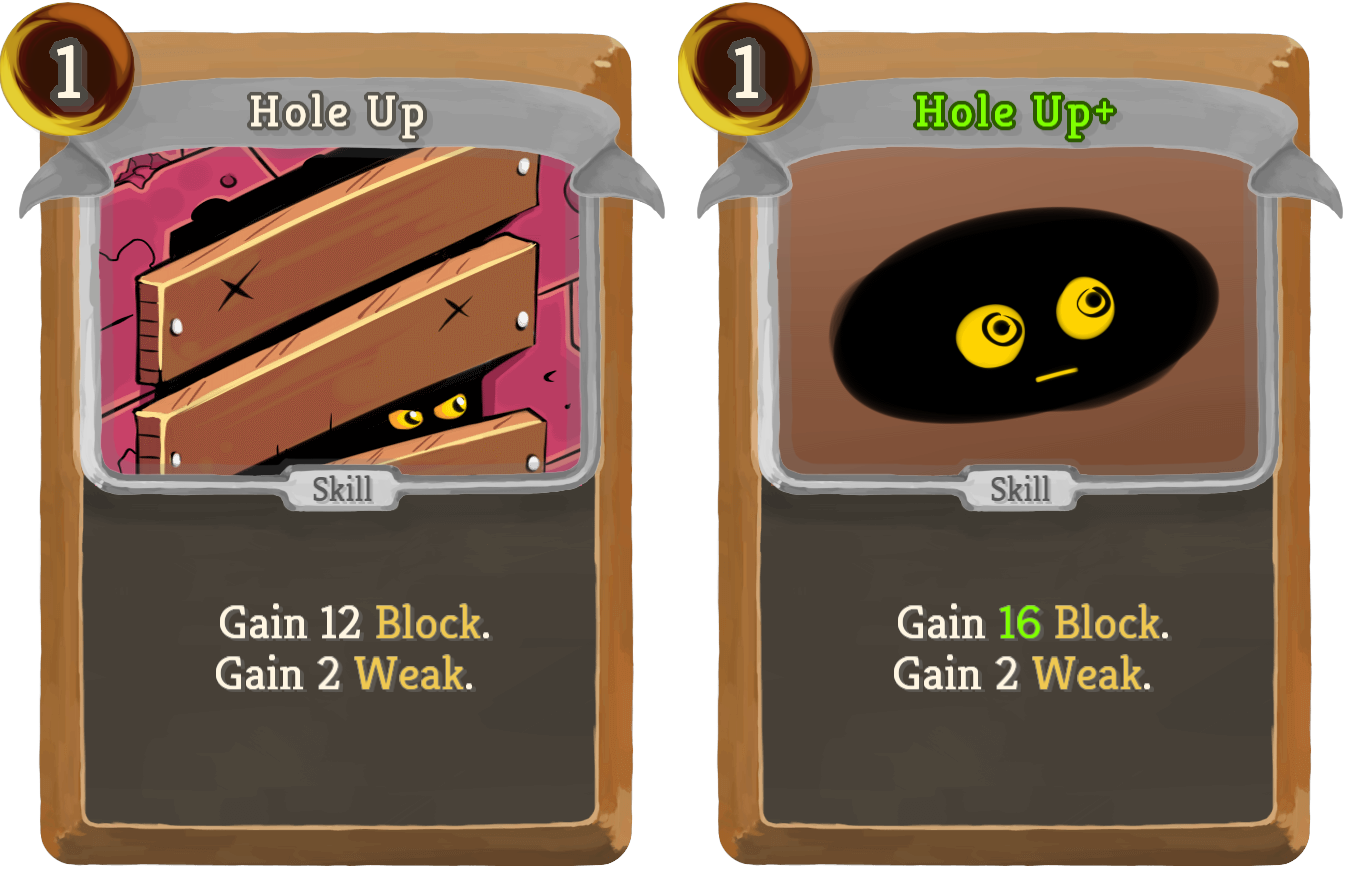 1
Hole Up
Skill
Gain 12 Block.
Gain 2 Weak.
1
Hole Up+
Skill
Gain 16 Block.
Gain 2 Weak.